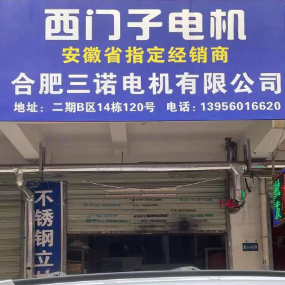 西门子电机
安徽省指定经销商
合肥三诺电机有限公司
地址：二期B区14栋120号 电话：13956016620
不锈钢立